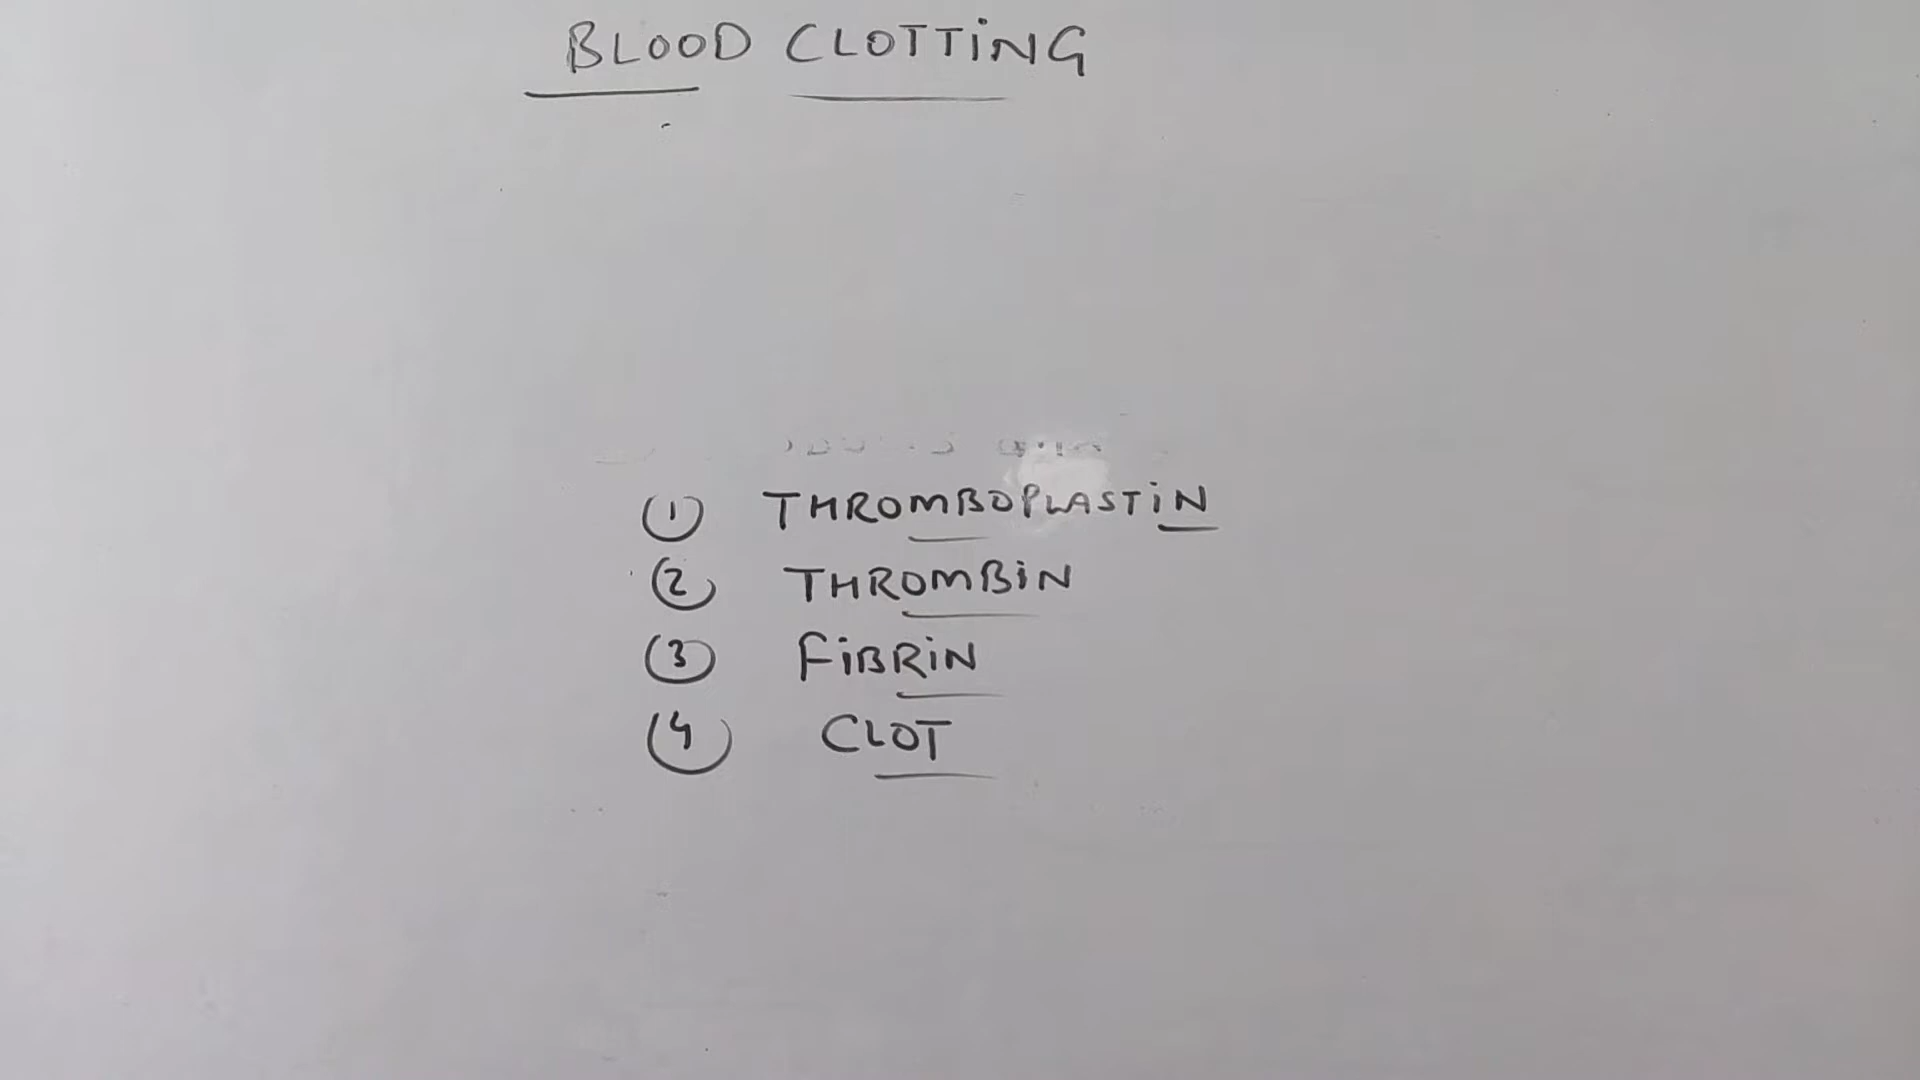 BLOOD CLOTTING
1 THROMBOPLASTIN
2 THROMBIN
3 FIBRIN
4 CLOT